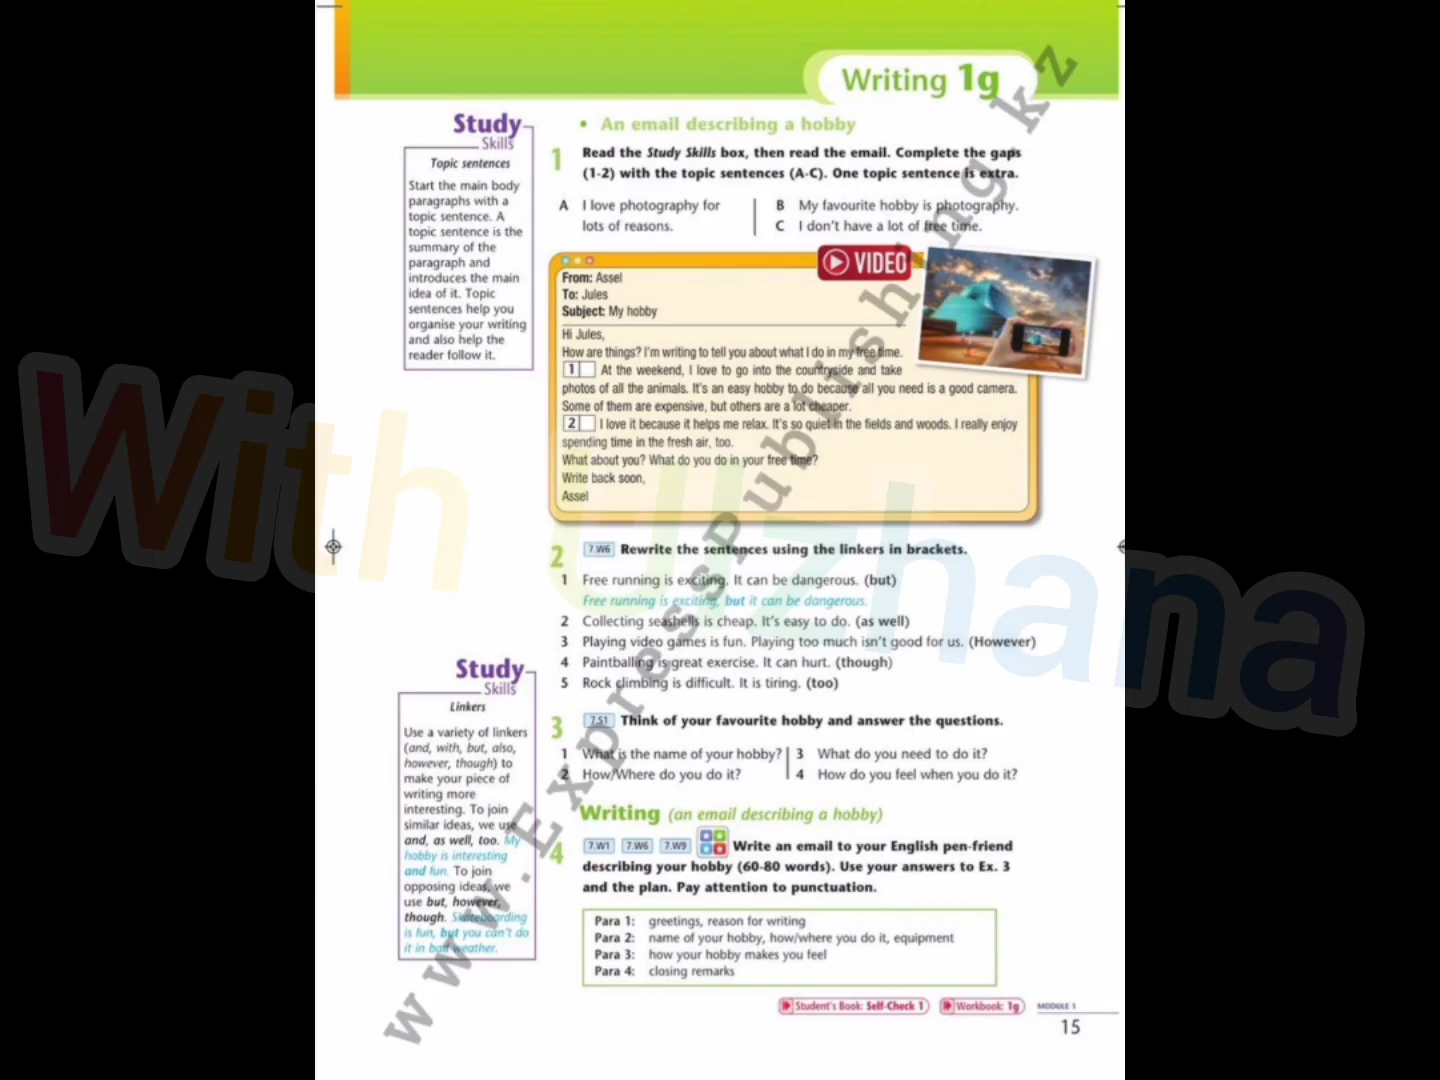 Writing 1g
Study
Skills
Topic sentences
Start the main body
paragraphs with a
topic sentence. A
topic sentence is the
summary of the
paragraph and
introduces the main
idea of it. Topic
sentences help you
organise your writing
and also help the
reader follow it.
• An email describing a hobby
1 Read the Study Skills box, then read the email. Complete the gaps
(1-2) with the topic sentences (A-C). One topic sentence is extra.
A I love photography for
lots of reasons.
B My favourite hobby is photography.
C I don't have a lot of free time.
VIDEO
From: Assel
To: Jules
Subject: My hobby
Hi Jules,
How are things? I'm writing to tell you about what I do in my free time.
1 At the weekend, I love to go into the countryside and take
photos of all the animals. It's an easy hobby to do because all you need is a good camera.
Some of them are expensive, but others are a lot cheaper.
2 I love it because it helps me relax. It's so quiet in the fields and woods. I really enjoy
spending time in the fresh air, too.
What about you? What do you do in your free time?
Write back soon,
Assel
2 7.W6 Rewrite the sentences using the linkers in brackets.
1 Free running is exciting. It can be dangerous. (but)
Free running is exciting, but it can be dangerous.
2 Collecting seashells is cheap. It's easy to do. (as well)
3 Playing video games is fun. Playing too much isn't good for us. (However)
4 Paintballing is great exercise. It can hurt. (though)
5 Rock climbing is difficult. It is tiring. (too)
Study
Skills
Linkers
Use a variety of linkers
(and, with, but, also,
however, though) to
make your piece of
writing more
interesting. To join
similar ideas, we use
and, as well, too. My
hobby is interesting
and fun. To join
opposing ideas, we
use but, however,
though. Skateboarding
is fun, but you can't do
it in bad weather.
3 7.S1 Think of your favourite hobby and answer the questions.
1 What is the name of your hobby?
2 How/Where do you do it?
3 What do you need to do it?
4 How do you feel when you do it?
Writing (an email describing a hobby)
4 7.W1 7.W6 7.W9 Write an email to your English pen-friend
describing your hobby (60-80 words). Use your answers to Ex. 3
and the plan. Pay attention to punctuation.
Para 1: greetings, reason for writing
Para 2: name of your hobby, how/where you do it, equipment
Para 3: how your hobby makes you feel
Para 4: closing remarks
Student's Book: Self-Check 1
Workbook: 1g
MODULE 1
15
www.ExpressPublishing.kz
With Ulzhana